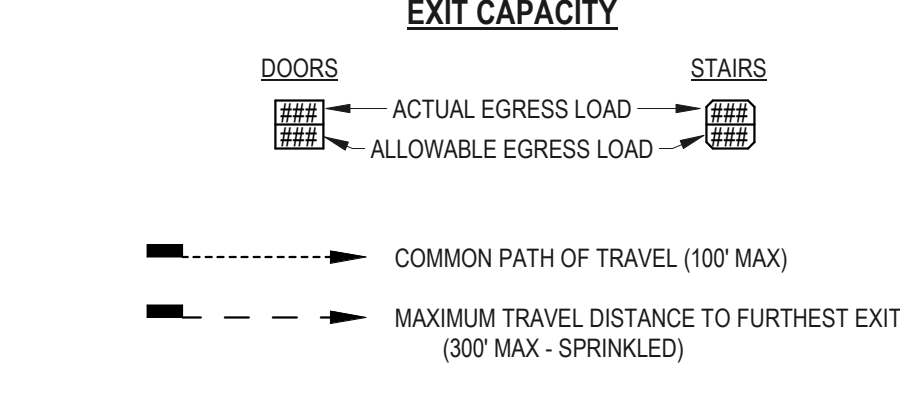 EXIT CAPACITY
DOORS STAIRS
### ACTUAL EGRESS LOAD ###
### ALLOWABLE EGRESS LOAD ###
COMMON PATH OF TRAVEL (100' MAX)
MAXIMUM TRAVEL DISTANCE TO FURTHEST EXIT
(300' MAX - SPRINKLED)